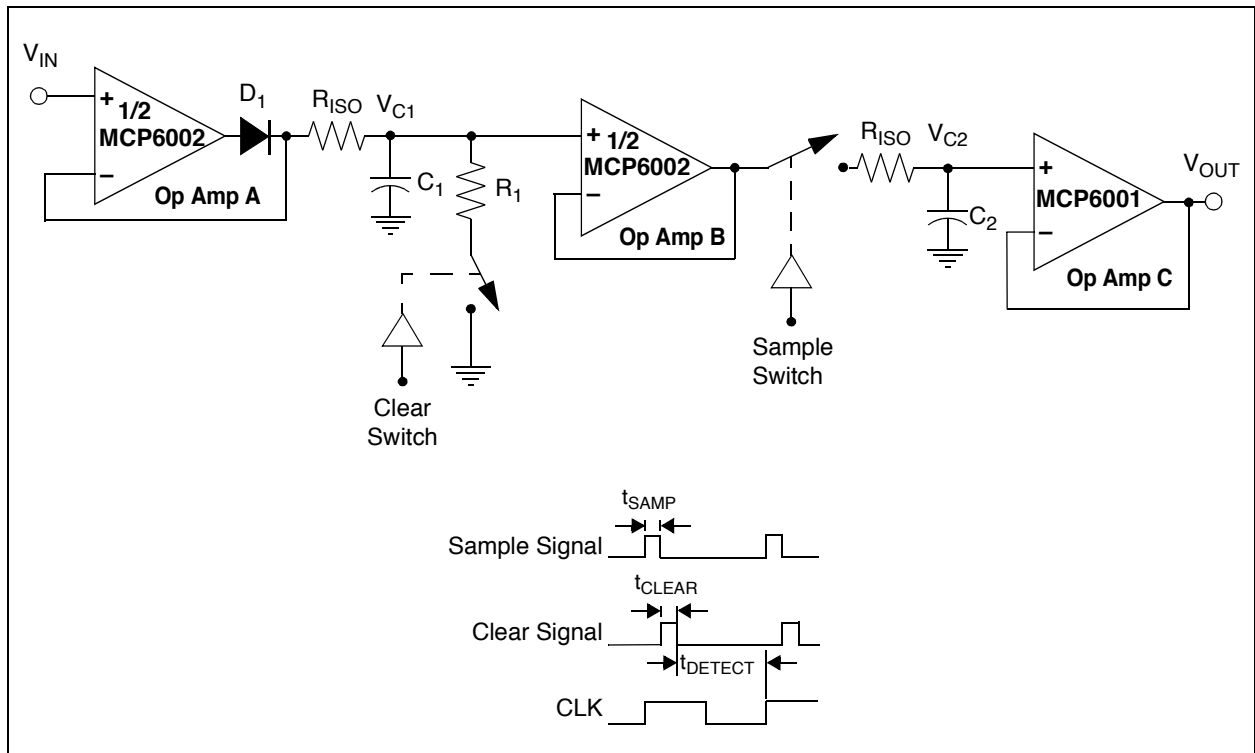 V_IN
+
1/2
MCP6002
−
Op Amp A
D_1
R_ISO
V_C1
C_1
R_1
Clear
Switch
+
1/2
MCP6002
−
Op Amp B
Sample
Switch
R_ISO
V_C2
C_2
+
MCP6001
−
Op Amp C
V_OUT
t_SAMP
Sample Signal
t_CLEAR
Clear Signal
t_DETECT
CLK